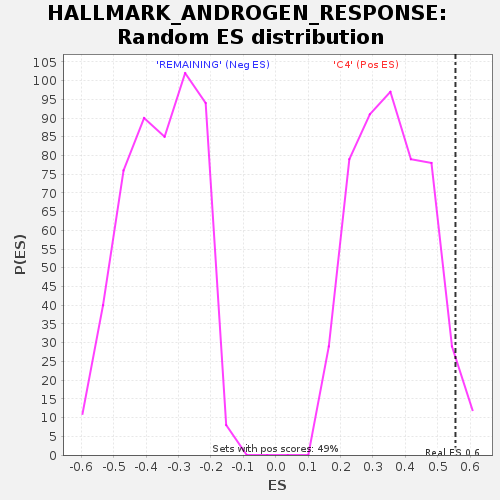 HALLMARK_ANDROGEN_RESPONSE:
Random ES distribution
'REMAINING' (Neg ES)
'C4' (Pos ES)
P(ES)
105
100
95
90
85
80
75
70
65
60
55
50
45
40
35
30
25
20
15
10
5
0
Sets with pos scores: 49%
Real ES 0.6
-0.6 -0.5 -0.4 -0.3 -0.2 -0.1 0.0 0.1 0.2 0.3 0.4 0.5 0.6
ES